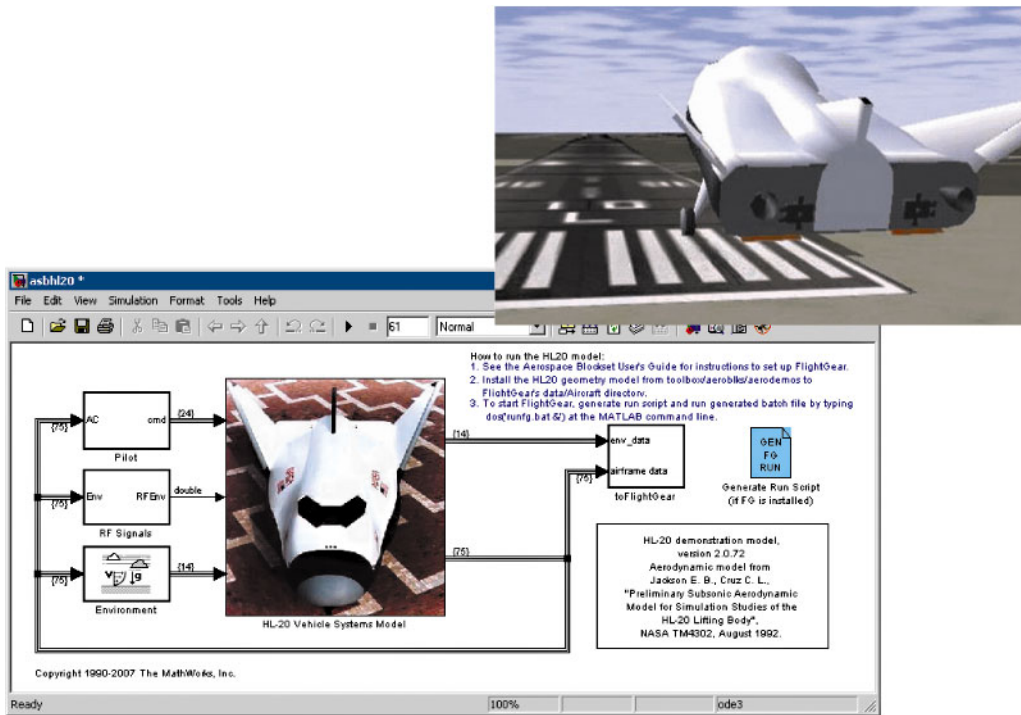 asbhl20 *
File Edit View Simulation Format Tools Help
61 Normal
How to run the HL20 model:
1. See the Aerospace Blockset User's Guide for instructions to set up FlightGear.
2. Install the HL20 geometry model from toolbox/aeroblks/aerodemos to
FlightGear's data/Aircraft directory.
3. To start FlightGear, generate run script and run generated batch file by typing
dos('runfg.bat &') at the MATLAB command line.
AC cmd
{75}
{24}
Pilot
Env RFEnv
{75}
double
RF Signals
V g
{75}
{14}
Environment
HL-20 Vehicle Systems Model
{14}
{75}
env_data
airframe data
{75}
toFlightGear
GEN
FG
RUN
Generate Run Script
(if FG is installed)
HL-20 demonstration model,
version 2.0.72
Aerodynamic model from
Jackson E. B., Cruz C. L.,
"Preliminary Subsonic Aerodynamic
Model for Simulation Studies of the
HL-20 Lifting Body",
NASA TM4302, August 1992.
Copyright 1990-2007 The MathWorks, Inc.
Ready 100% ode3